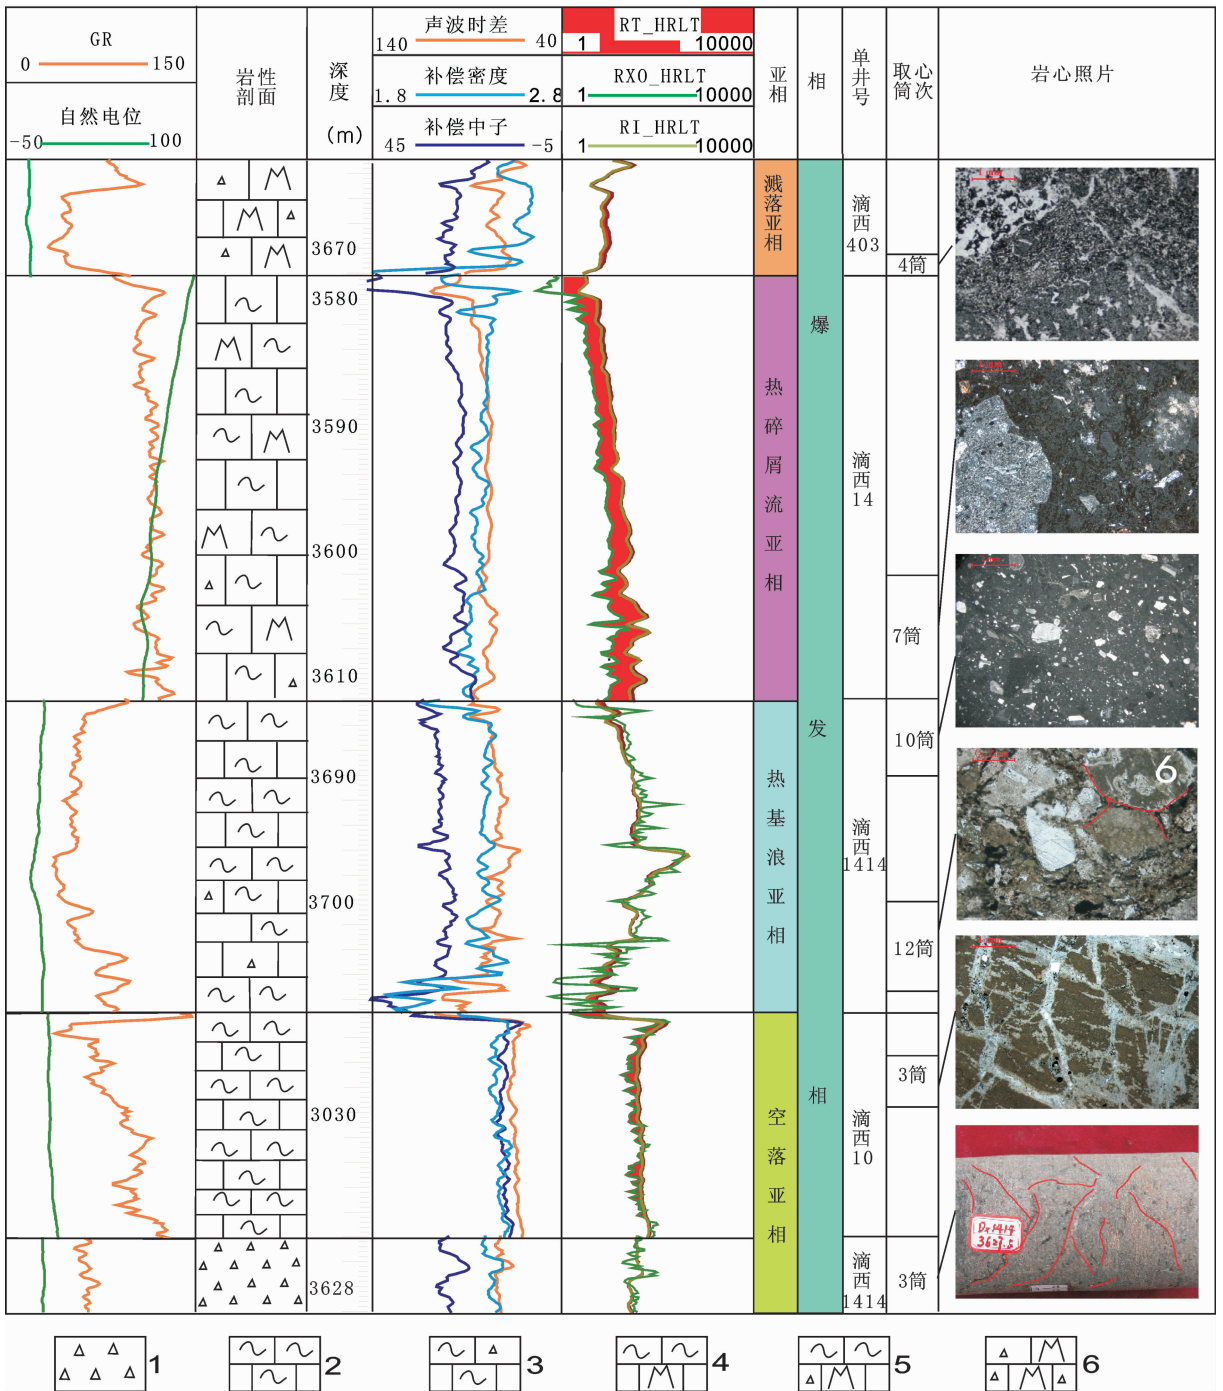 GR
0 150
自然电位
-50 100
岩性
剖面
深
度
(m)
声波时差
140 40
补偿密度
1.8 2.8
补偿中子
45 -5
RT_HRLT
1 10000
RXO_HRLT
1 10000
RI_HRLT
1 10000
亚
相
相
单
井
号
取心
筒次
岩心照片
3670
3580
3590
3600
3610
3690
3700
3030
3628
溅
落
亚
相
热
碎
屑
流
亚
相
热
基
浪
亚
相
空
落
亚
相
爆
发
相
滴
西
403
滴
西
14
滴
西
1414
滴
西
10
滴
西
1414
4筒
7筒
10筒
12筒
3筒
3筒
6
Dx1414
3627.5
1
2
3
4
5
6